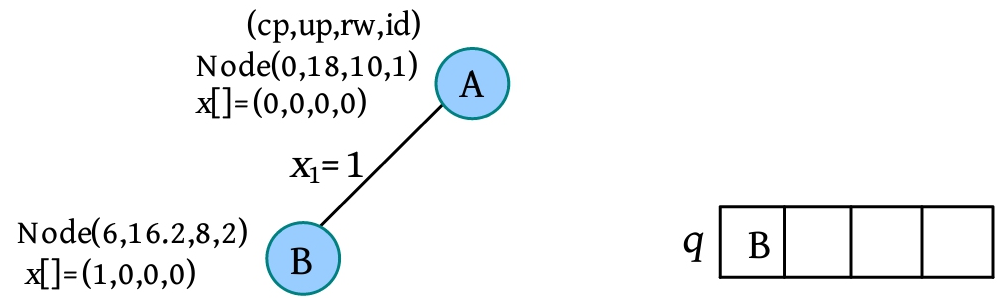 (cp,up,rw,id)
Node(0,18,10,1)
x[]=(0,0,0,0)
A
x₁=1
Node(6,16.2,8,2)
x[]=(1,0,0,0)
B
q B